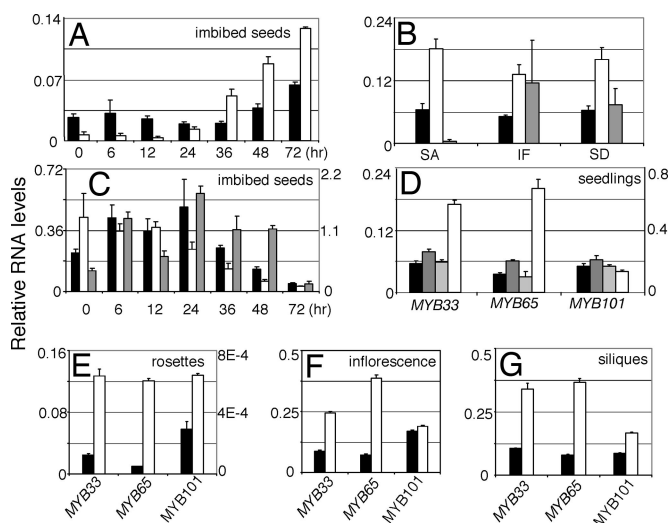 Relative RNA levels
A
imbibed seeds
0.14
0.07
0
0 6 12 24 36 48 72 (hr)
B
0.24
0.12
0
SA IF SD
C
imbibed seeds
0.72
0.36
0
2.2
1.1
0
0 6 12 24 36 48 72 (hr)
D
seedlings
0.24
0.12
0
0.8
0.4
0
MYB33 MYB65 MYB101
E
rosettes
0.16
0.08
0
8E-4
4E-4
0
MYB33 MYB65 MYB101
F
inflorescence
0.5
0.25
0
MYB33 MYB65 MYB101
G
siliques
0.5
0.25
0
MYB33 MYB65 MYB101